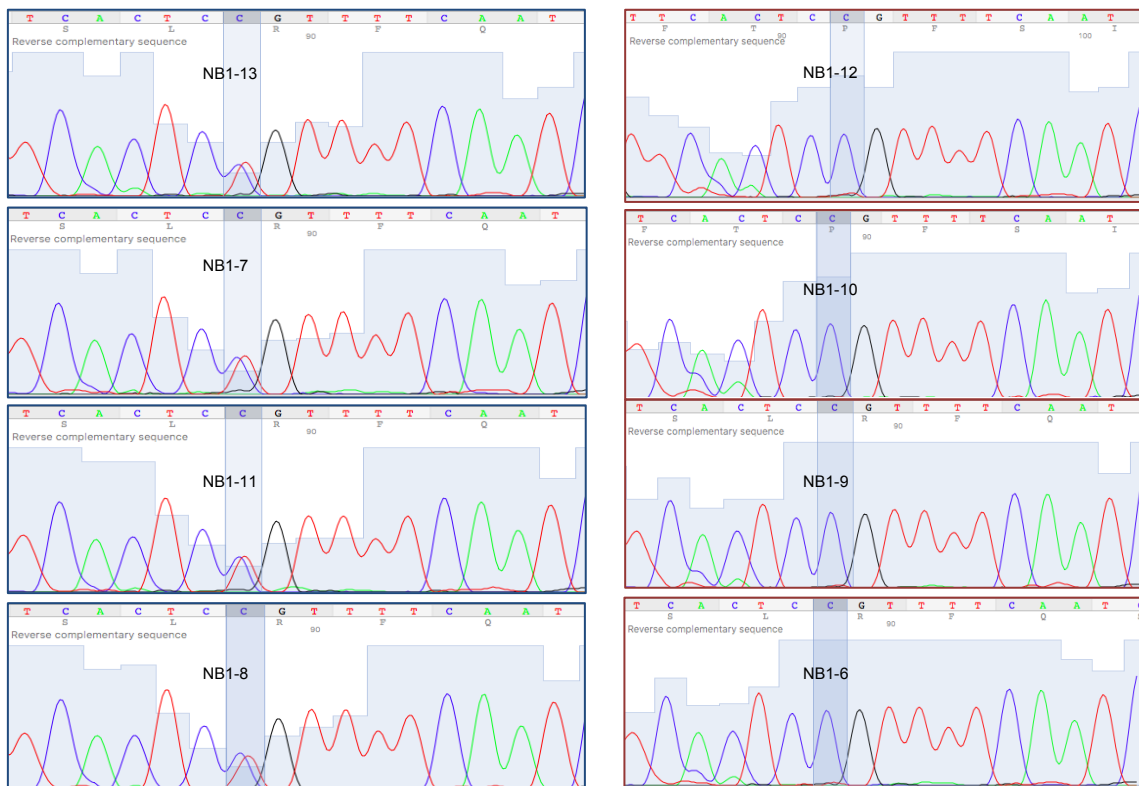 T C A C T C C G T T T T C A A T
S L R F Q
90
Reverse complementary sequence
NB1-13
T C A C T C C G T T T T C A A T
S L R F Q
90
Reverse complementary sequence
NB1-7
T C A C T C C G T T T T C A A T
S L R F Q
90
Reverse complementary sequence
NB1-11
T C A C T C C G T T T T C A A T
S L R F Q
90
Reverse complementary sequence
NB1-8
T T C A C T C C G T T T T C A A T
F T P F S I
90 100
Reverse complementary sequence
NB1-12
T C A C T C C G T T T T C A A T
F T P F S I
90
Reverse complementary sequence
NB1-10
T C A C T C C G T T T T C A A T
S L R F Q
90
Reverse complementary sequence
NB1-9
T C A C T C C G T T T T C A A T
S L R F Q
90
Reverse complementary sequence
NB1-6